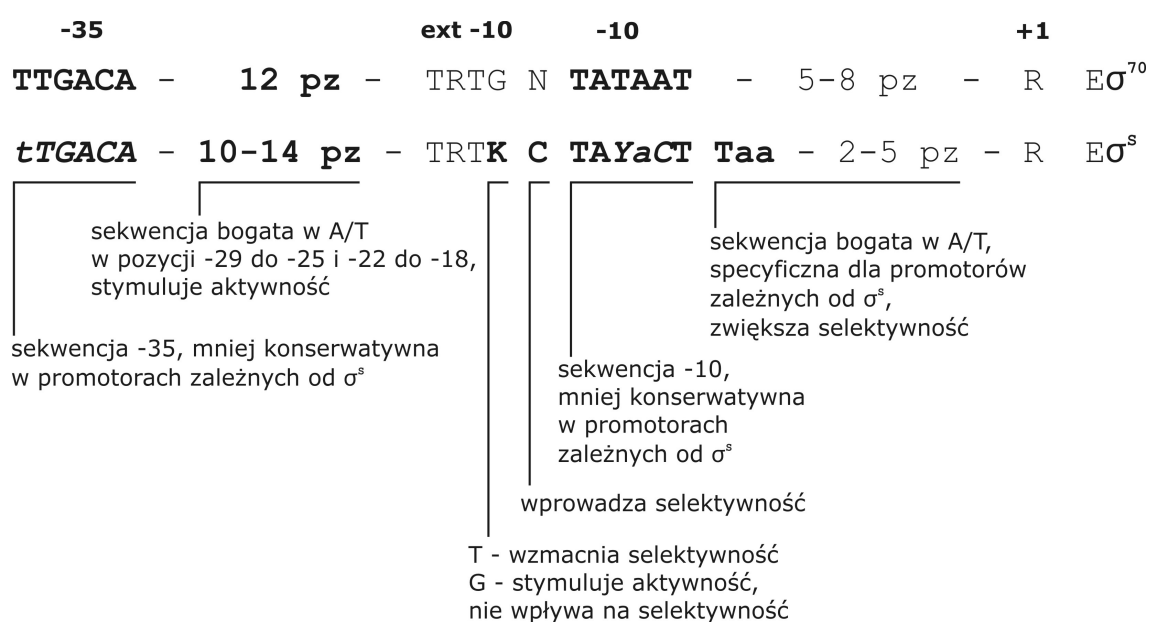 -35 ext -10 -10 +1
TTGACA - 12 pz - TRTG N TATAAT - 5-8 pz - R Eσ⁷⁰
tTGACA - 10-14 pz - TRTK C TAYaCT Taa - 2-5 pz - R Eσˢ
sekwencja bogata w A/T
w pozycji -29 do -25 i -22 do -18,
stymuluje aktywność
sekwencja bogata w A/T,
specyficzna dla promotorów
zależnych od σˢ,
zwiększa selektywność
sekwencja -35, mniej konserwatywna
w promotorach zależnych od σˢ
sekwencja -10,
mniej konserwatywna
w promotorach
zależnych od σˢ
wprowadza selektywność
T - wzmacnia selektywność
G - stymuluje aktywność,
nie wpływa na selektywność